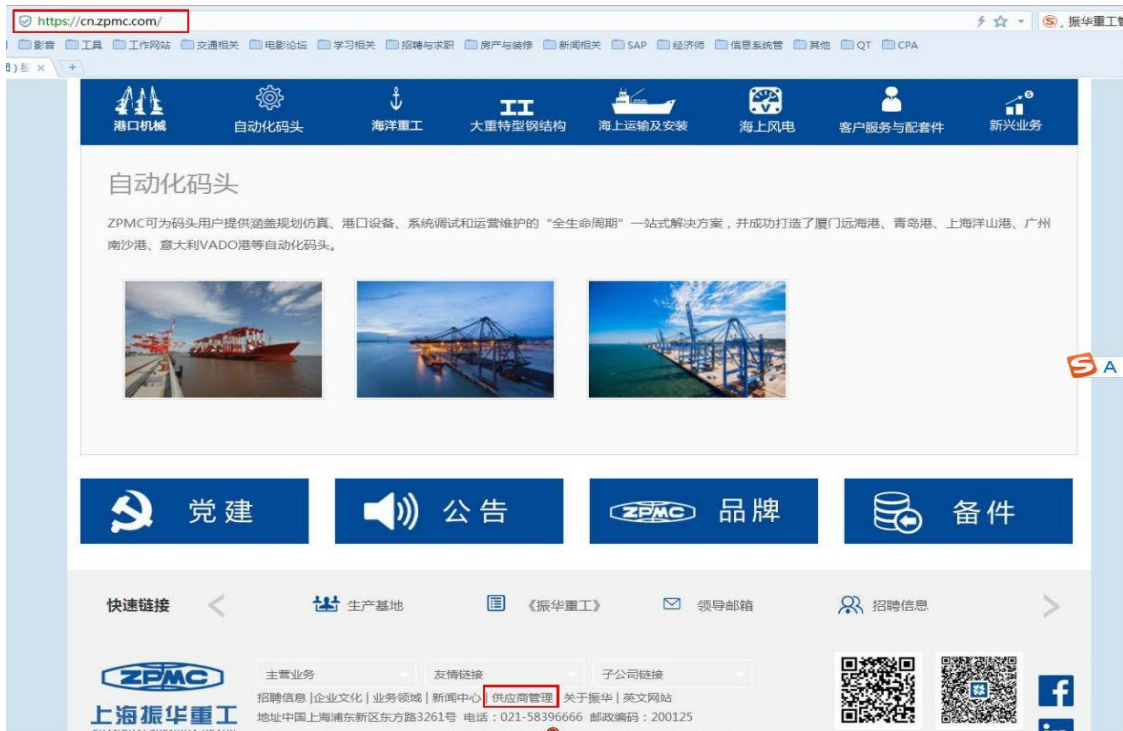 https://cn.zpmc.com/
振华重工
影音 工具 工作网站 交通相关 电影论坛 学习相关 招聘与求职 房产与装修 新闻相关 SAP 经济师 信息系统管 其他 QT CPA
港口机械 自动化码头 海洋重工 大重特型钢结构 海上运输及安装 海上风电 客户服务与配套件 新兴业务
自动化码头
ZPMC可为码头用户提供涵盖规划仿真、港口设备、系统调试和运营维护的“全生命周期”一站式解决方案，并成功打造了厦门远海港、青岛港、上海洋山港、广州
南沙港、意大利VADO港等自动化码头。
A
党建 公告 ZPMC 品牌 备件
快速链接 生产基地 《振华重工》 领导邮箱 招聘信息
ZPMC
主营业务 友情链接 子公司链接
招聘信息|企业文化|业务领域|新闻中心|供应商管理 关于振华|英文网站
上海振华重工
地址中国上海浦东新区东方路3261号 电话：021-58396666 邮政编码：200125
f
in